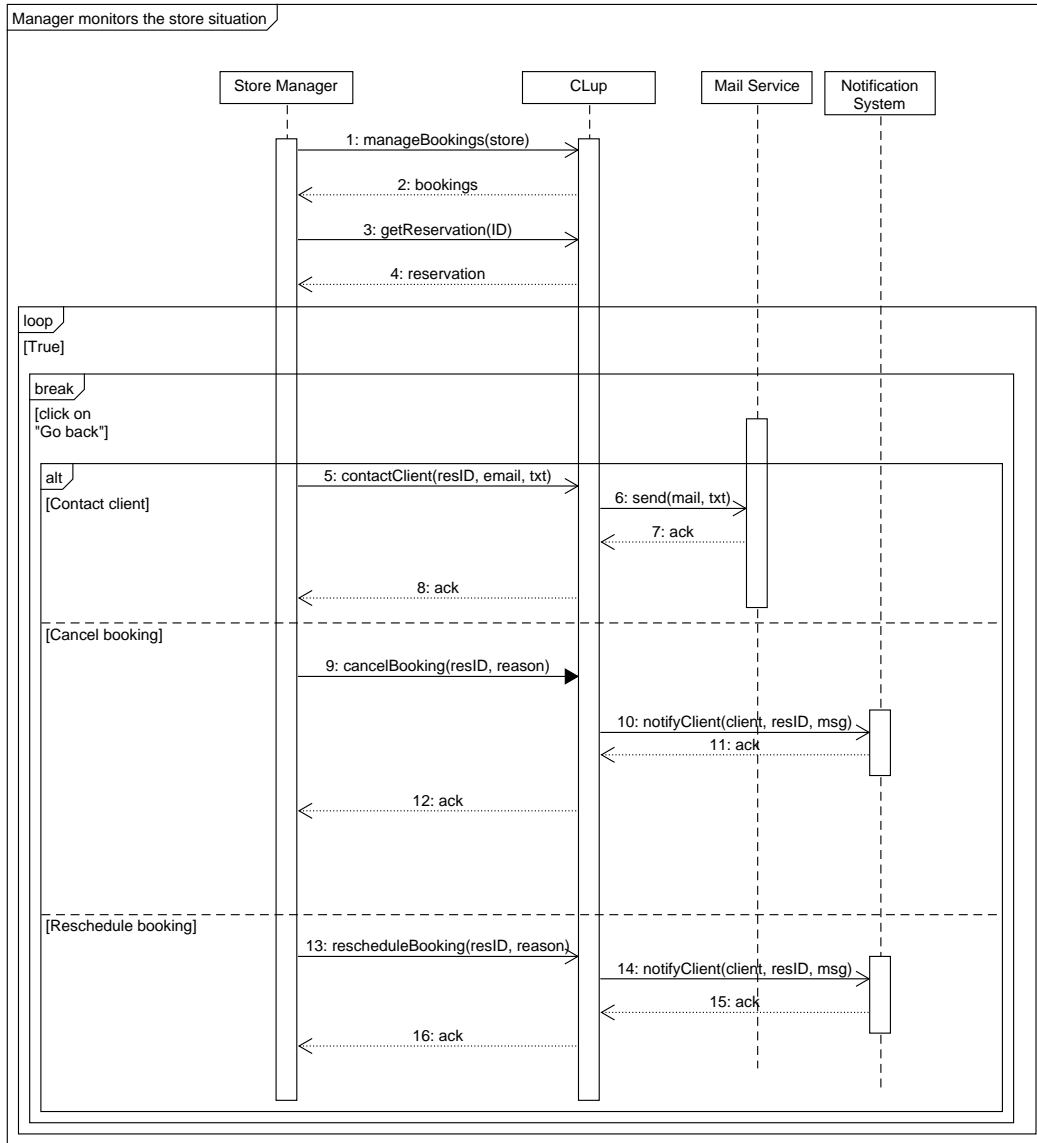 Manager monitors the store situation
Store Manager
CLup
Mail Service
Notification
System
1: manageBookings(store)
2: bookings
3: getReservation(ID)
4: reservation
loop
[True]
break
[click on
"Go back"]
alt
[Contact client]
5: contactClient(resID, email, txt)
6: send(mail, txt)
7: ack
8: ack
[Cancel booking]
9: cancelBooking(resID, reason)
10: notifyClient(client, resID, msg)
11: ack
12: ack
[Reschedule booking]
13: rescheduleBooking(resID, reason)
14: notifyClient(client, resID, msg)
15: ack
16: ack